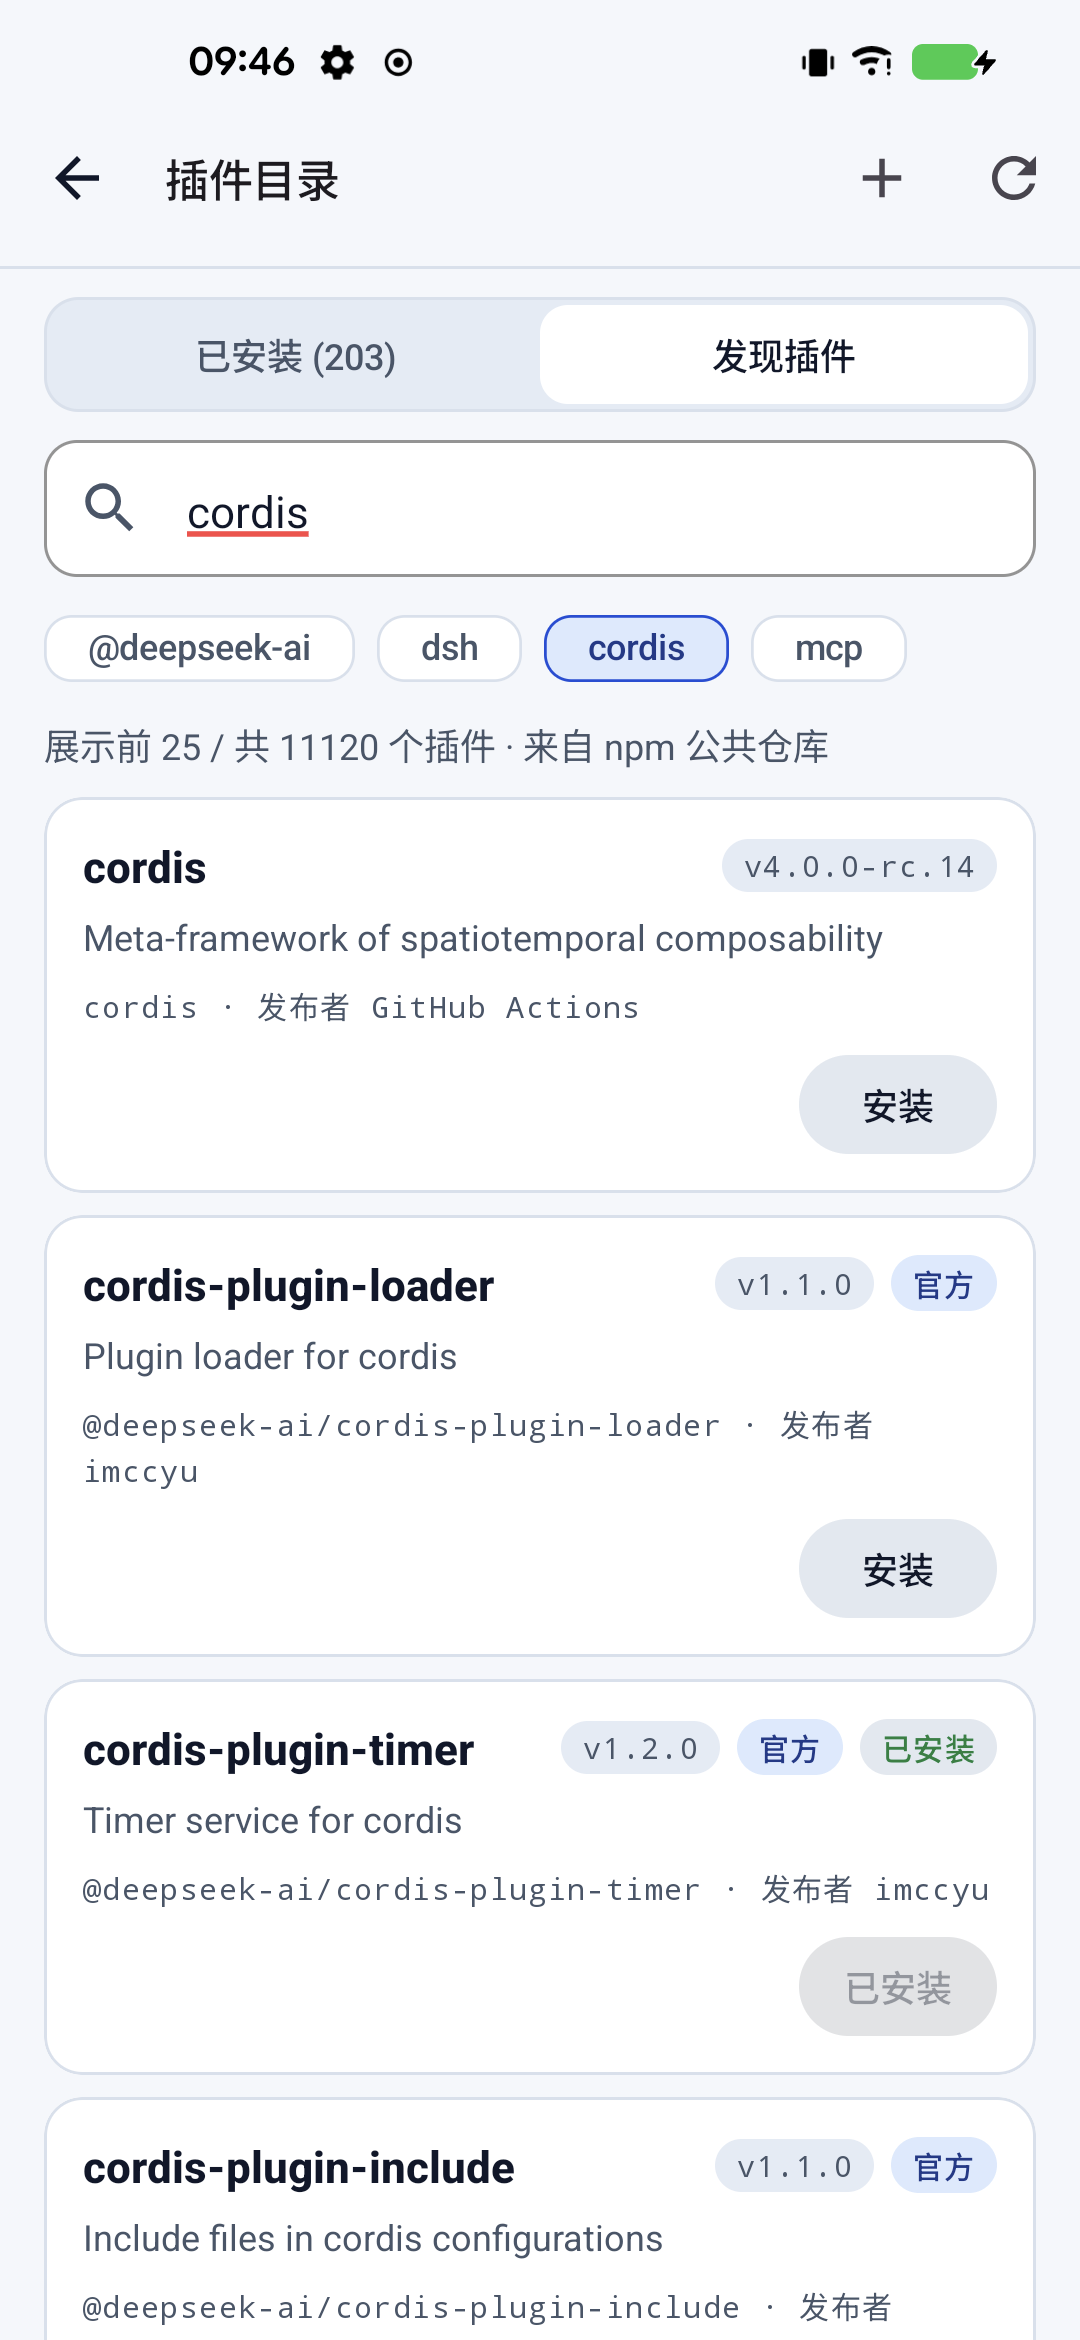 09:46
插件目录
已安装 (203)
发现插件
cordis
@deepseek-ai
dsh
cordis
mcp
展示前 25 / 共 11120 个插件 · 来自 npm 公共仓库
cordis
v4.0.0-rc.14
Meta-framework of spatiotemporal composability
cordis · 发布者 GitHub Actions
安装
cordis-plugin-loader
v1.1.0
官方
Plugin loader for cordis
@deepseek-ai/cordis-plugin-loader · 发布者
imccyu
安装
cordis-plugin-timer
v1.2.0
官方
已安装
Timer service for cordis
@deepseek-ai/cordis-plugin-timer · 发布者 imccyu
已安装
cordis-plugin-include
v1.1.0
官方
Include files in cordis configurations
@deepseek-ai/cordis-plugin-include · 发布者